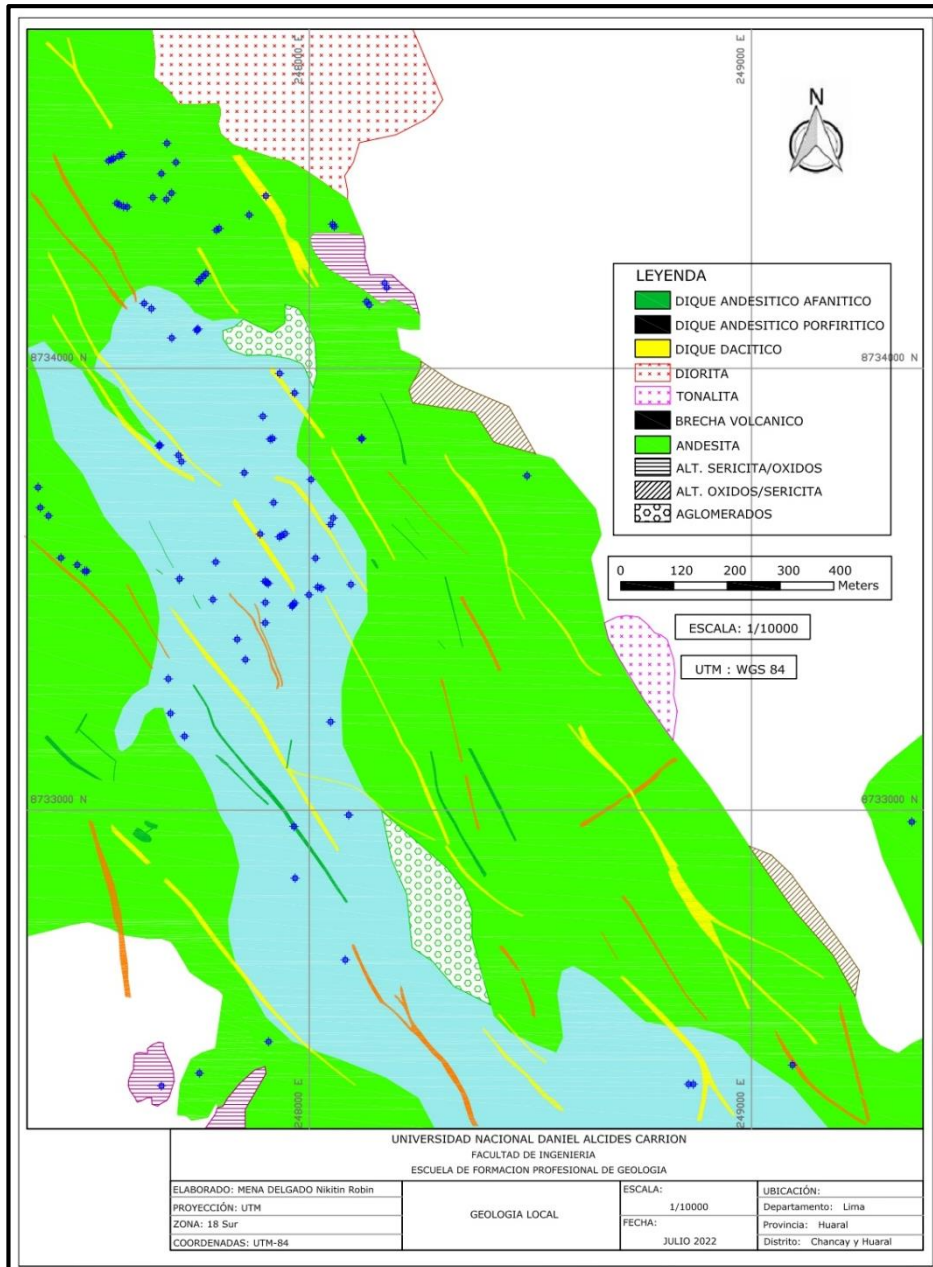 248000 E
249000 E
N
LEYENDA
DIQUE ANDESITICO AFANITICO
DIQUE ANDESITICO PORFIRITICO
DIQUE DACITICO
DIORITA
TONALITA
BRECHA VOLCANICO
ANDESITA
ALT. SERICITA/OXIDOS
ALT. OXIDOS/SERICITA
AGLOMERADOS
8734000 N
8734000 N
0 120 200 300 400
Meters
ESCALA: 1/10000
UTM : WGS 84
8733000 N
8733000 N
248000 E
249000 E
UNIVERSIDAD NACIONAL DANIEL ALCIDES CARRION
FACULTAD DE INGENIERIA
ESCUELA DE FORMACION PROFESIONAL DE GEOLOGIA
ELABORADO: MENA DELGADO Nikitin Robin
PROYECCIÓN: UTM
ZONA: 18 Sur
COORDENADAS: UTM-84
GEOLOGIA LOCAL
ESCALA:
1/10000
FECHA:
JULIO 2022
UBICACIÓN:
Departamento: Lima
Provincia: Huaral
Distrito: Chancay y Huaral